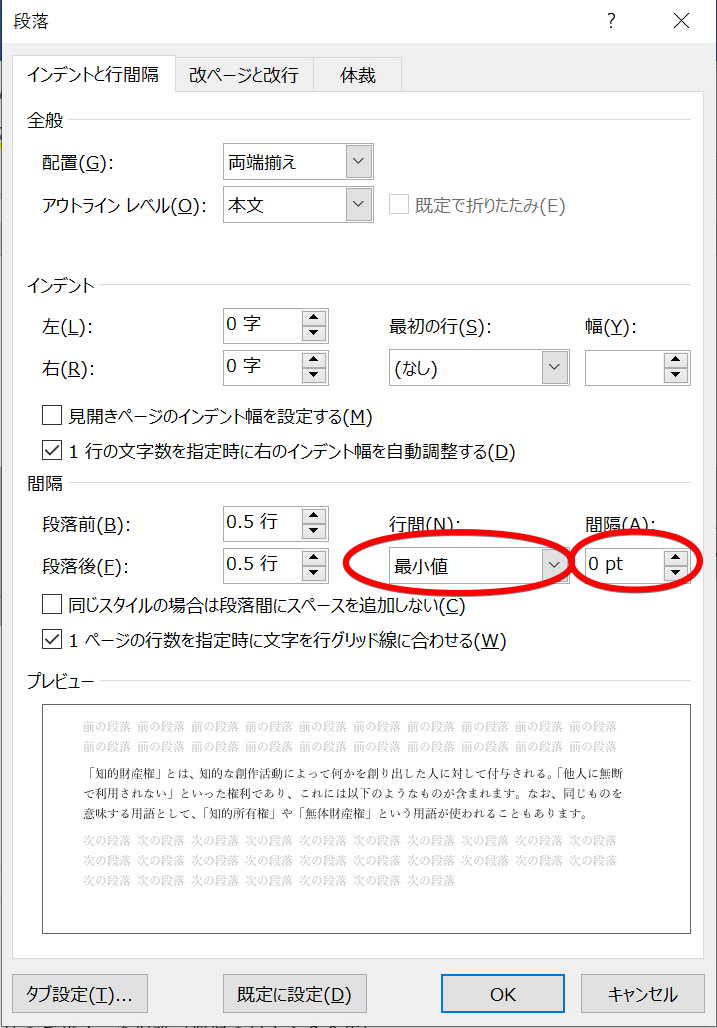 段落 ?
インデントと行間隔 改ページと改行 体裁
全般
配置(G): 両端揃え
アウトライン レベル(O): 本文 既定で折りたたみ(E)
インデント
左(L): 0 字 最初の行(S): 幅(Y):
右(R): 0 字 (なし)
見開きページのインデント幅を設定する(M)
1 行の文字数を指定時に右のインデント幅を自動調整する(D)
間隔
段落前(B): 0.5 行 行間(N): 間隔(A):
段落後(F): 0.5 行 最小値 0 pt
同じスタイルの場合は段落間にスペースを追加しない(C)
1 ページの行数を指定時に文字を行グリッド線に合わせる(W)
プレビュー
前の段落 前の段落 前の段落 前の段落 前の段落 前の段落 前の段落 前の段落 前の段落 前の段落
前の段落 前の段落 前の段落 前の段落 前の段落 前の段落 前の段落 前の段落 前の段落 前の段落
「知的財産権」とは、知的な創作活動によって何かを創り出した人に対して付与される。「他人に無断
で利用されない」といった権利であり、これには以下のようなものが含まれます。なお、同じものを
意味する用語として、「知的所有権」や「無体財産権」という用語が使われることもあります。
次の段落 次の段落 次の段落 次の段落 次の段落 次の段落 次の段落 次の段落 次の段落 次の段落
次の段落 次の段落 次の段落 次の段落 次の段落 次の段落 次の段落 次の段落 次の段落 次の段落
次の段落 次の段落 次の段落 次の段落 次の段落 次の段落 次の段落
タブ設定(T)... 既定に設定(D) OK キャンセル